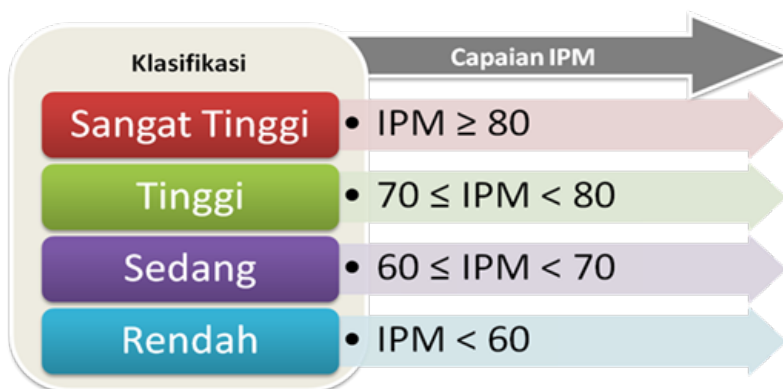 Klasifikasi
Capaian IPM
Sangat Tinggi
• IPM ≥ 80
Tinggi
• 70 ≤ IPM < 80
Sedang
• 60 ≤ IPM < 70
Rendah
• IPM < 60